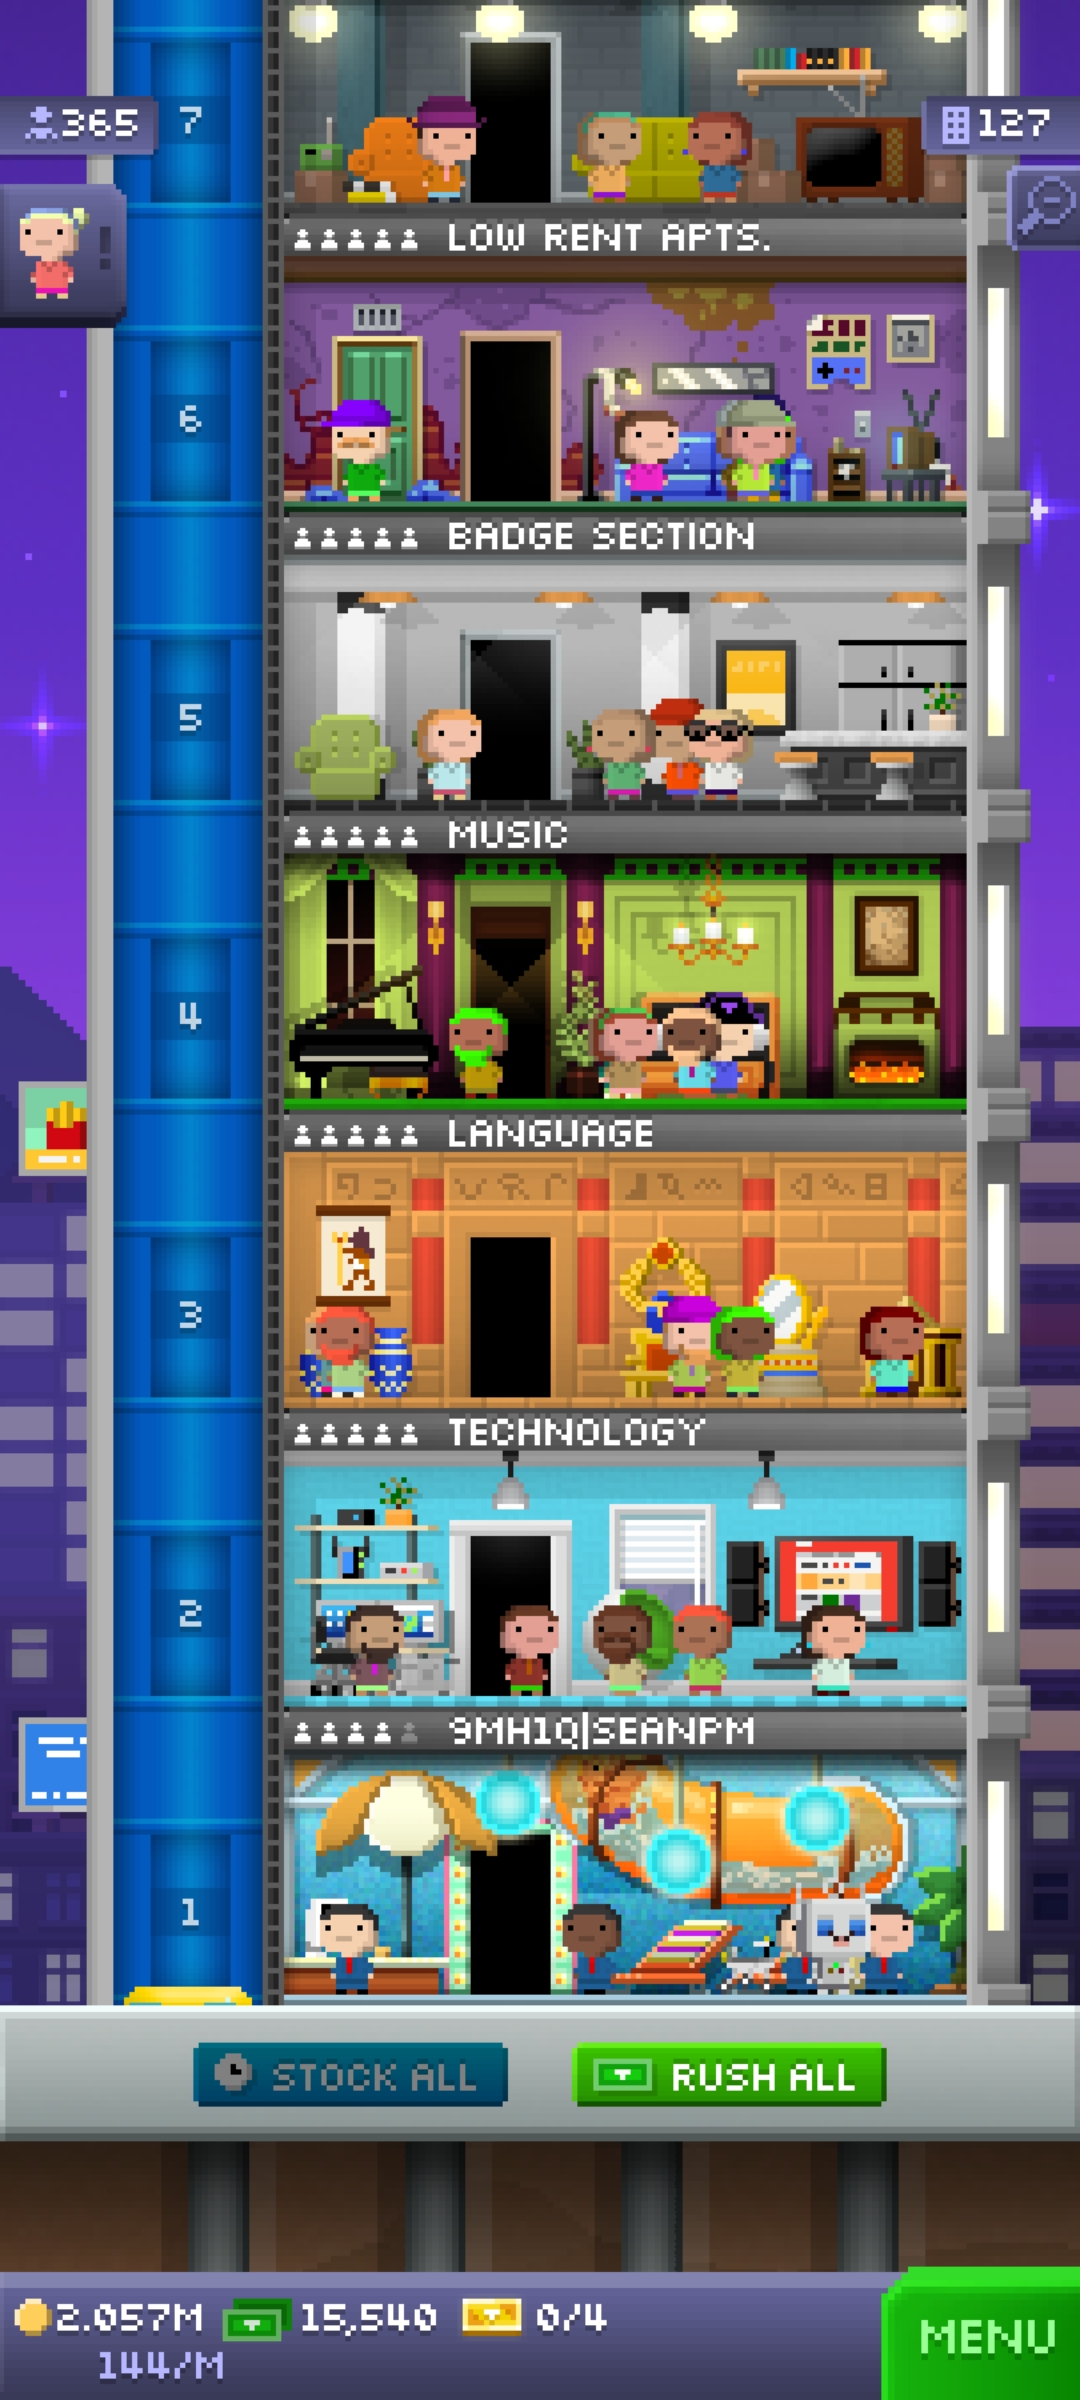 7
365
127
LOW RENT APTS.
6
BADGE SECTION
5
MUSIC
4
LANGUAGE
3
TECHNOLOGY
2
9MH1Q|SEANPM
1
STOCK ALL
RUSH ALL
2.057M
15,540
0/4
144/M
MENU